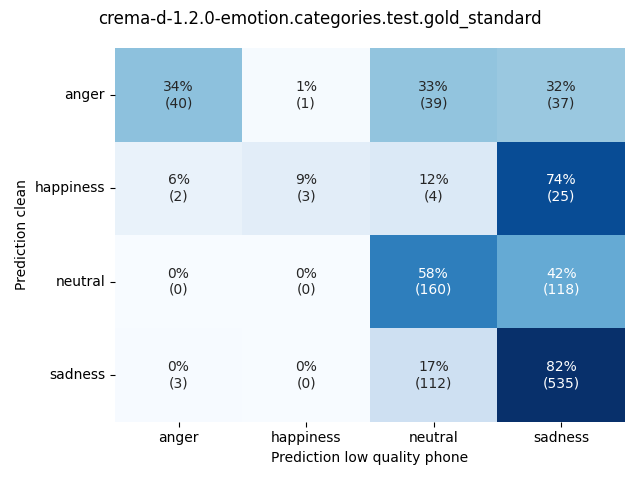 crema-d-1.2.0-emotion.categories.test.gold_standard
Prediction clean
anger
34%
(40)
1%
(1)
33%
(39)
32%
(37)
happiness
6%
(2)
9%
(3)
12%
(4)
74%
(25)
neutral
0%
(0)
0%
(0)
58%
(160)
42%
(118)
sadness
0%
(3)
0%
(0)
17%
(112)
82%
(535)
anger
happiness
neutral
sadness
Prediction low quality phone